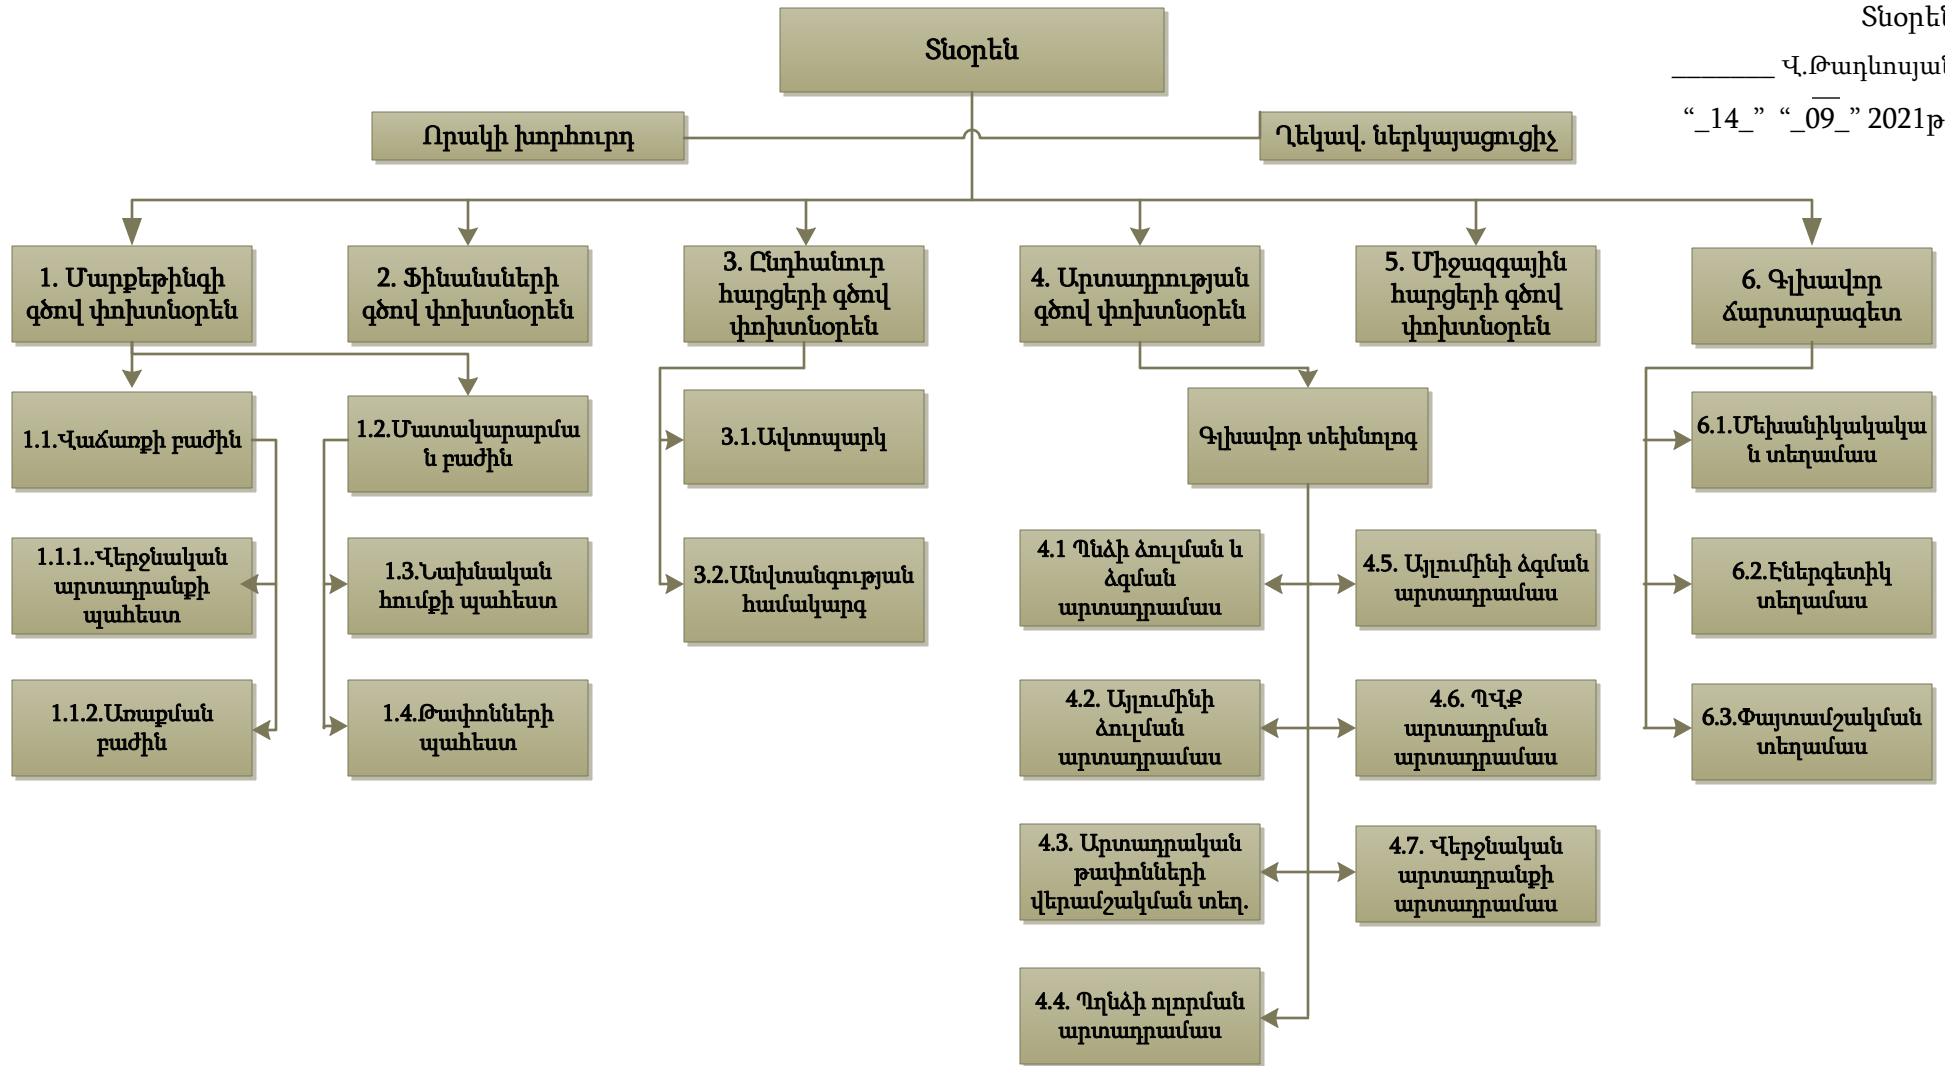 Տնօրեն
Տնօրեն
_______ Վ.Թադևոսյան
“_14_” “_09_” 2021թ
Որակի խորհուրդ
Ղեկավ. ներկայացուցիչ
1. Մարքեթինգի
գծով փոխտնօրեն
2. Ֆինանսների
գծով փոխտնօրեն
3. Ընդհանուր
հարցերի գծով
փոխտնօրեն
4. Արտադրության
գծով փոխտնօրեն
5. Միջազգային
հարցերի գծով
փոխտնօրեն
6. Գլխավոր
ճարտարագետ
1.1.Վաճառքի բաժին
1.2.Մատակարարմա
ն բաժին
3.1.Ավտոպարկ
Գլխավոր տեխնոլոգ
6.1.Մեխանիկակակա
ն տեղամաս
1.1.1..Վերջնական
արտադրանքի
պահեստ
1.3.Նախնական
հումքի պահեստ
3.2.Անվտանգության
համակարգ
4.1 Պնձի ձուլման և
ձգման
արտադրամաս
4.5. Այլումինի ձգման
արտադրամաս
6.2.Էներգետիկ
տեղամաս
1.1.2.Առաքման
բաժին
1.4.Թափոնների
պահեստ
4.2. Այլումինի
ձուլման
արտադրամաս
4.6. ՊՎՔ
արտադրման
արտադրամաս
6.3.Փայտամշակման
տեղամաս
4.3. Արտադրական
թափոնների
վերամշակման տեղ.
4.7. Վերջնական
արտադրանքի
արտադրամաս
4.4. Պղնձի ոլորման
արտադրամաս